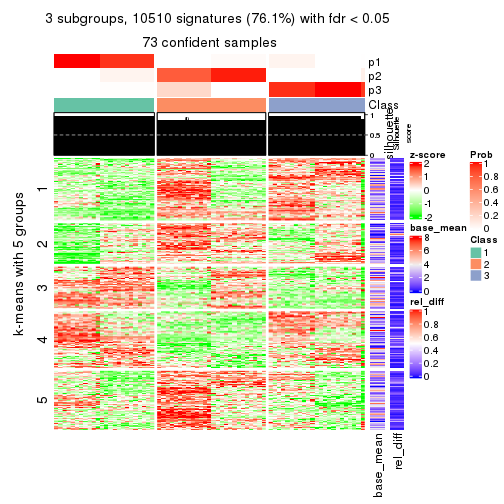 3 subgroups, 10510 signatures (76.1%) with fdr < 0.05
73 confident samples
p1
p2
p3
Class
1
0.5
0
silhouette
Silhouette
score
k-means with 5 groups
1
2
3
4
5
base_mean
rel_diff
z-score
2
1
0
-1
-2
base_mean
8
6
4
2
0
rel_diff
1
0.8
0.6
0.4
0.2
0
Prob
1
0.8
0.6
0.4
0.2
0
Class
1
2
3